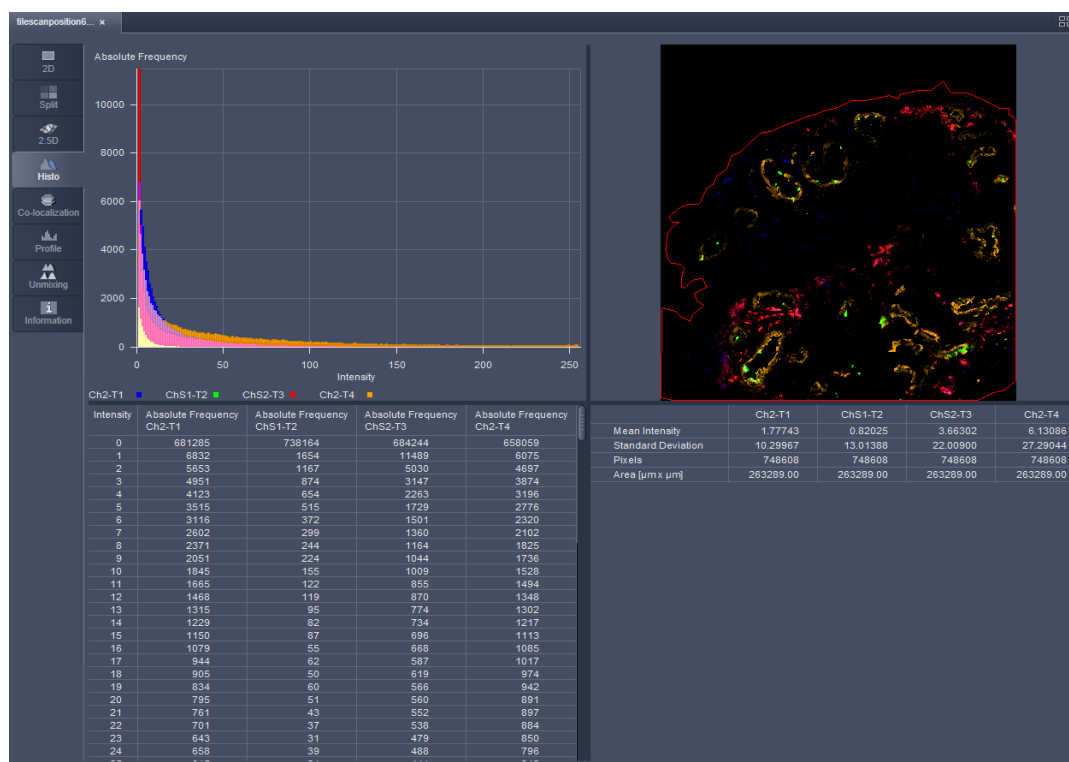 tilescanposition6... ×
2D
Split
2.5D
Histo
Co-localization
Profile
Unmixing
i
Information
Absolute Frequency
10000
8000
6000
4000
2000
0
0 50 100 150 200 250
Intensity
Ch2-T1 ChS1-T2 ChS2-T3 Ch2-T4
Intensity Absolute Frequency Absolute Frequency Absolute Frequency Absolute Frequency
Ch2-T1 ChS1-T2 ChS2-T3 Ch2-T4
0 681285 738164 684244 658059
1 6832 1654 11489 6075
2 5653 1167 5030 4697
3 4951 874 3147 3874
4 4123 654 2263 3196
5 3515 515 1729 2776
6 3116 372 1501 2320
7 2602 299 1360 2102
8 2371 244 1164 1825
9 2051 224 1044 1736
10 1845 155 1009 1528
11 1665 122 855 1494
12 1468 119 870 1348
13 1315 95 774 1302
14 1229 82 734 1217
15 1150 87 696 1113
16 1079 55 668 1085
17 944 62 587 1017
18 905 50 619 974
19 834 60 566 942
20 795 51 560 891
21 761 43 552 897
22 701 37 538 884
23 643 31 479 850
24 658 39 488 796
Ch2-T1 ChS1-T2 ChS2-T3 Ch2-T4
Mean Intensity 1.77743 0.82025 3.66302 6.13086
Standard Deviation 10.29967 13.01388 22.00900 27.29044
Pixels 748608 748608 748608 748608
Area [µm x µm] 263289.00 263289.00 263289.00 263289.00